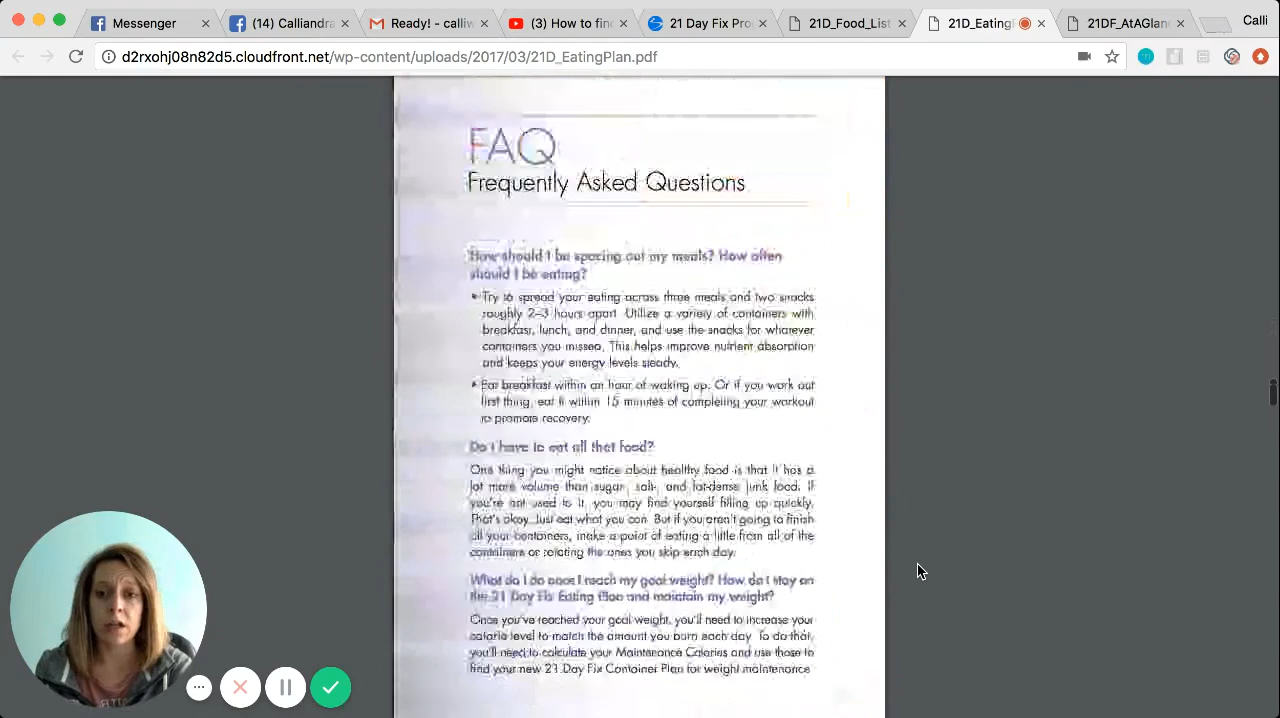 Messenger
(14) Calliandra
Ready! - calliv
(3) How to find
21 Day Fix Pro
21D_Food_List
21D_Eating
21DF_AtAGlan
Calli
d2rxohj08n82d5.cloudfront.net/wp-content/uploads/2017/03/21D_EatingPlan.pdf
FAQ
Frequently Asked Questions
How should I be spacing out my meals? How often
should I be eating?
• Try to spread your eating across three meals and two snacks
roughly 2–3 hours apart. Utilize a variety of containers with
breakfast, lunch, and dinner, and use the snacks for whatever
containers you missed. This helps improve nutrient absorption
and keeps your energy levels steady.
• Eat breakfast within an hour of waking up. Or if you work out
first thing, eat it within 15 minutes of completing your workout
to promote recovery.
Do I have to eat all that food?
One thing you might notice about healthy food is that it has a
lot more volume than sugar-, salt-, and fat-dense junk food. If
you're not used to it, you may find yourself filling up quickly.
That's okay. Just eat what you can. But if you aren't going to finish
all your containers, make a point of eating a little from all of the
containers or rotating the ones you skip each day.
What do I do once I reach my goal weight? How do I stay on
the 21 Day Fix Eating Plan and maintain my weight?
Once you've reached your goal weight, you'll need to increase your
calorie level to match the amount you burn each day. To do that,
you'll need to calculate your Maintenance Calories and use those to
find your new 21 Day Fix Container Plan for weight maintenance